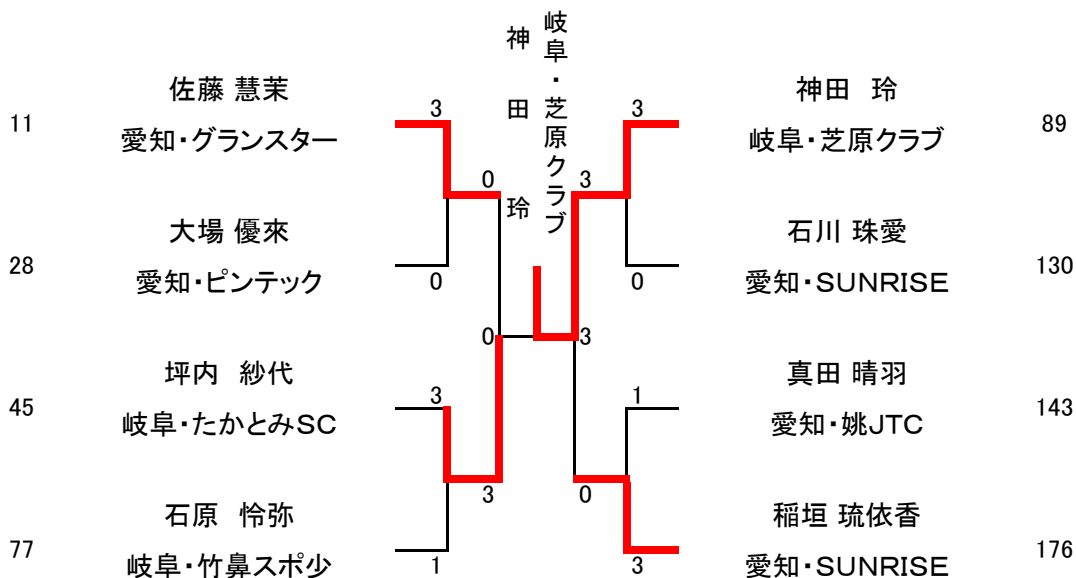 岐阜・芝原クラブ
神田 玲
佐藤 慧茉
11
愛知・グランスター
3
0
大場 優來
28
愛知・ピンテック
0
0
坪内 紗代
45
岐阜・たかとみSC
3
3
石原 怜弥
77
岐阜・竹鼻スポ少
1
神田 玲
89
岐阜・芝原クラブ
3
3
石川 珠愛
130
愛知・SUNRISE
0
3
真田 晴羽
143
愛知・姚JTC
1
0
稲垣 琉依香
176
愛知・SUNRISE
3